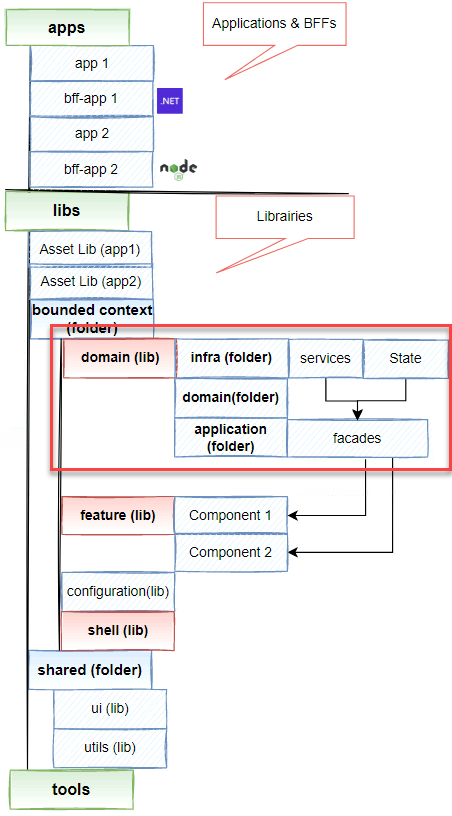 apps
Applications & BFFs
app 1
bff-app 1
.NET
app 2
bff-app 2
node
JS
libs
Librairies
Asset Lib (app1)
Asset Lib (app2)
bounded context
(folder)
domain (lib)
infra (folder)
services
State
domain(folder)
application
(folder)
facades
feature (lib)
Component 1
Component 2
configuration(lib)
shell (lib)
shared (folder)
ui (lib)
utils (lib)
tools